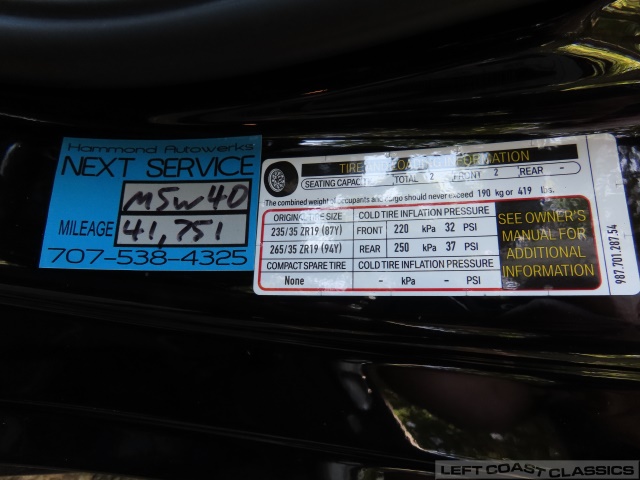 Hammond Autowerks
NEXT SERVICE
M5W40
MILEAGE 41,751
707-538-4325
TIRE AND LOADING INFORMATION
SEATING CAPACITY TOTAL 2 FRONT 2 REAR –
The combined weight of occupants and cargo should never exceed 190 kg or 419 lbs.
ORIGINAL TIRE SIZE COLD TIRE INFLATION PRESSURE
235/35 ZR19 (87Y) FRONT 220 kPa 32 PSI
265/35 ZR19 (94Y) REAR 250 kPa 37 PSI
COMPACT SPARE TIRE COLD TIRE INFLATION PRESSURE
None – kPa – PSI
SEE OWNER'S
MANUAL FOR
ADDITIONAL
INFORMATION
987.701.287.54
LEFT COAST CLASSICS